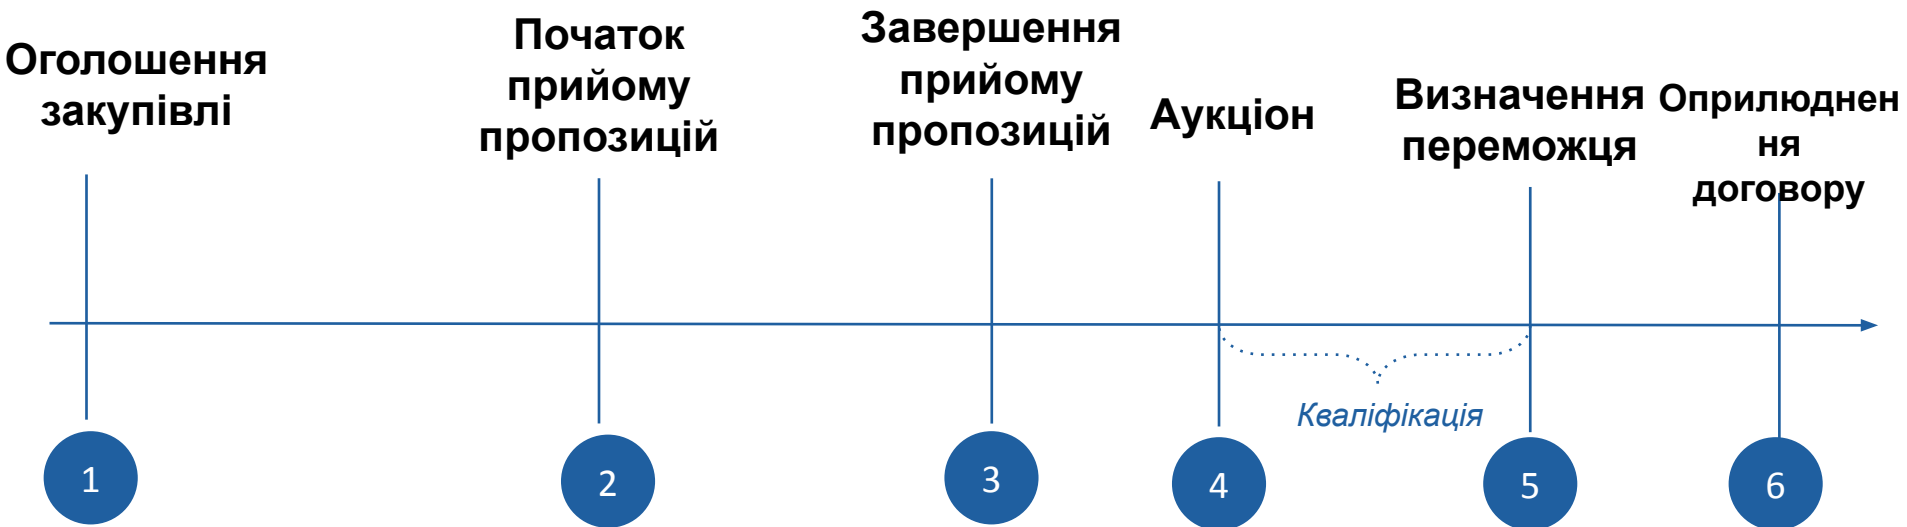 Оголошення
закупівлі
Початок
прийому
пропозицій
Завершення
прийому
пропозицій
Аукціон
Визначення
переможця
Оприлюднен
ня
договору
Кваліфікація
1
2
3
4
5
6